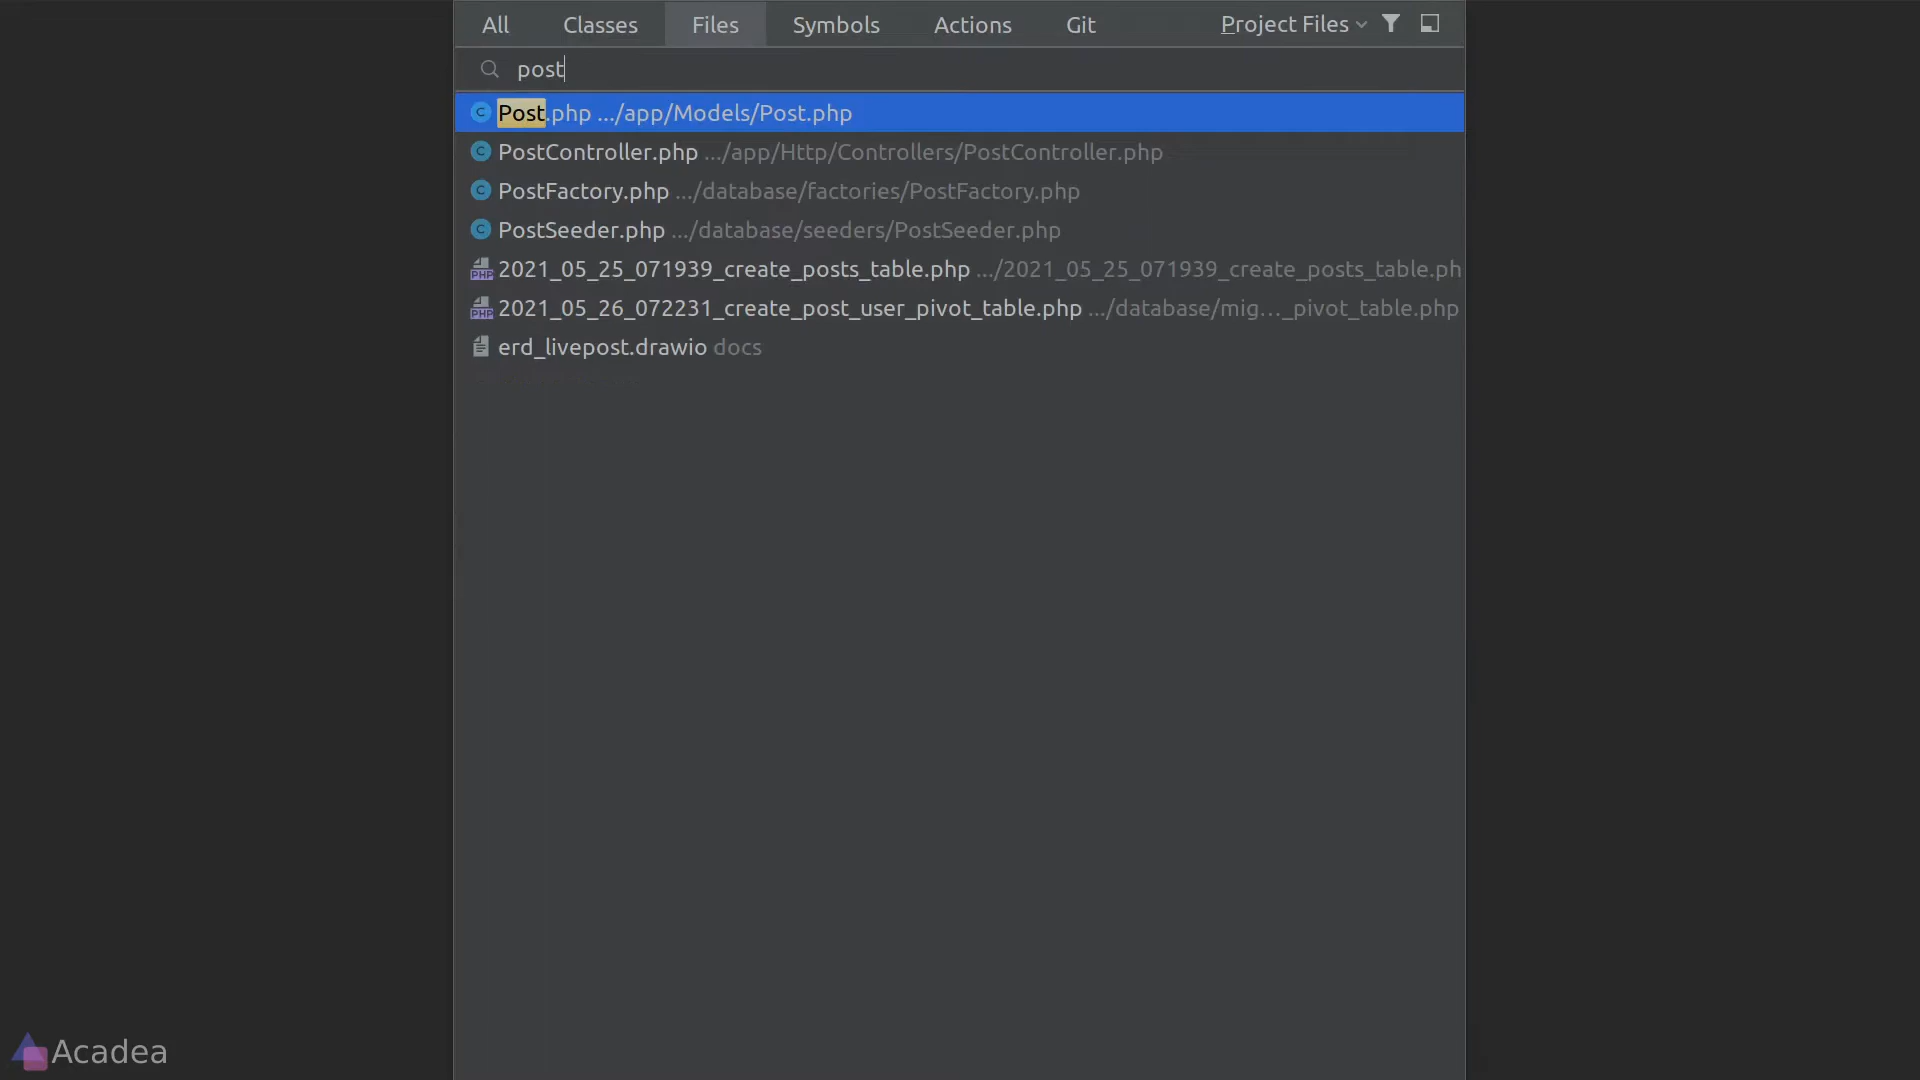 All Classes Files Symbols Actions Git Project Files
post
Post.php .../app/Models/Post.php
PostController.php .../app/Http/Controllers/PostController.php
PostFactory.php .../database/factories/PostFactory.php
PostSeeder.php .../database/seeders/PostSeeder.php
2021_05_25_071939_create_posts_table.php .../2021_05_25_071939_create_posts_table.ph
2021_05_26_072231_create_post_user_pivot_table.php .../database/mig..._pivot_table.php
erd_livepost.drawio docs
Acadea